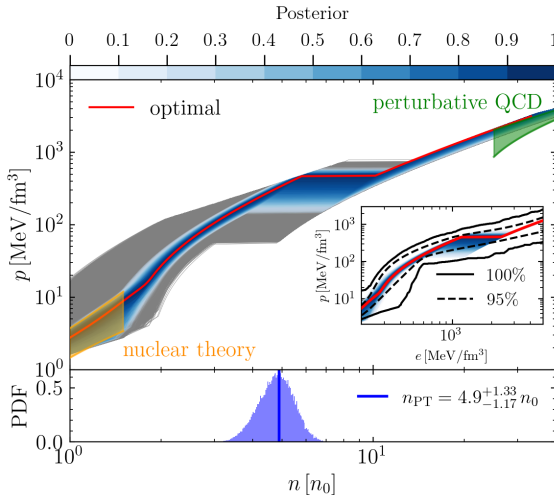 Posterior
0 0.1 0.2 0.3 0.4 0.5 0.6 0.7 0.8 0.9 1
10⁴
optimal
perturbative QCD
10³
p [MeV/fm³]
10²
10³
10²
p [MeV/fm³]
100%
95%
10¹
10¹
10³
e [MeV/fm³]
nuclear theory
10⁰
PDF
0.5
n_PT = 4.9^{+1.33}_{-1.17} n₀
0.0
10⁰ 10¹
n [n₀]